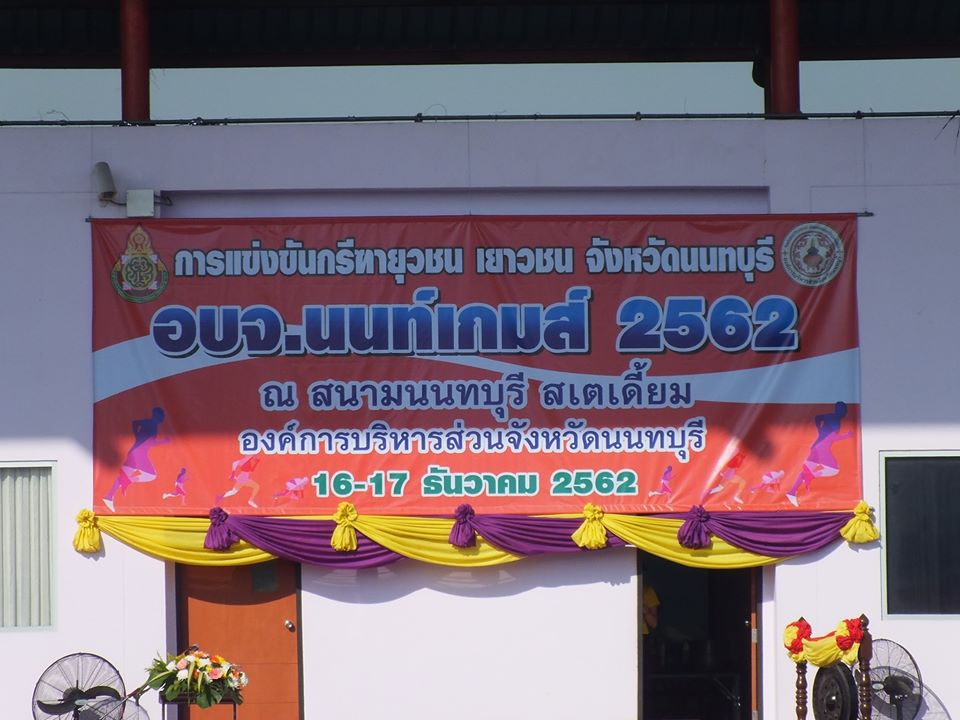 การแข่งขันกรีฑายุวชน เยาวชน จังหวัดนนทบุรี
อบจ.นนท์เกมส์ 2562
ณ สนามนนทบุรี สเตเดี้ยม
องค์การบริหารส่วนจังหวัดนนทบุรี
16-17 ธันวาคม 2562